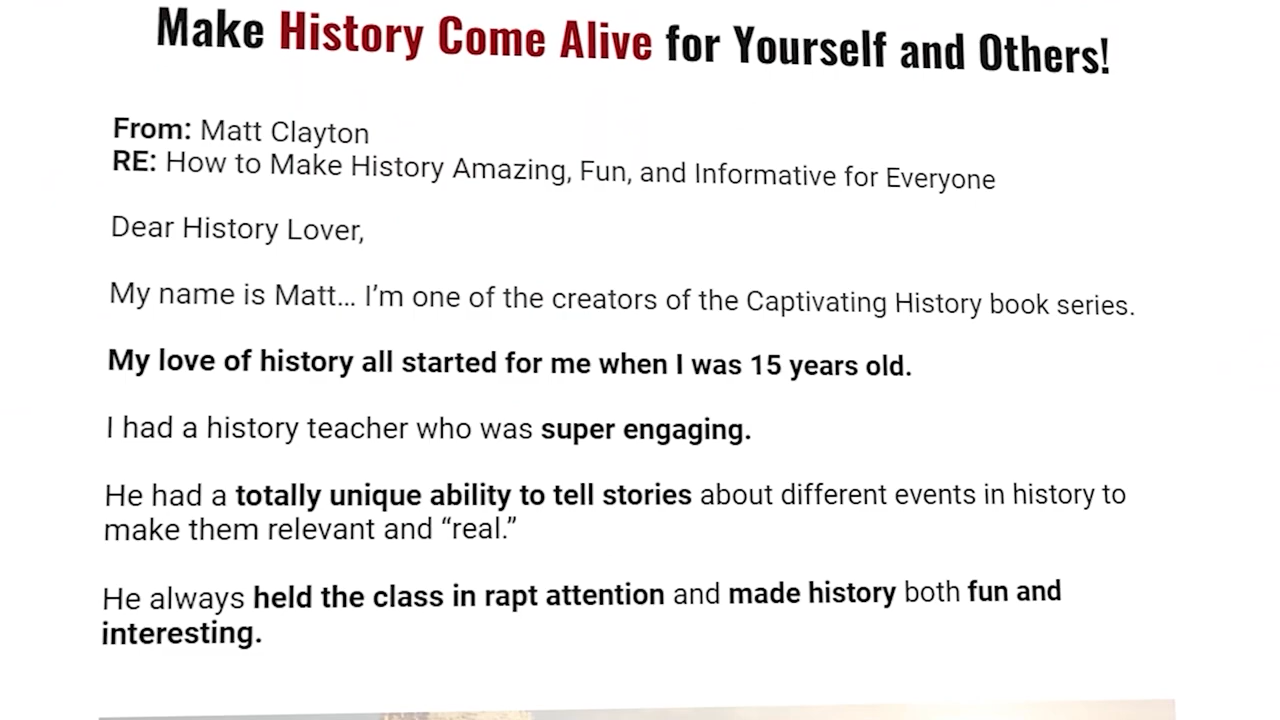 Make History Come Alive for Yourself and Others!
From: Matt Clayton
RE: How to Make History Amazing, Fun, and Informative for Everyone
Dear History Lover,
My name is Matt... I'm one of the creators of the Captivating History book series.
My love of history all started for me when I was 15 years old.
I had a history teacher who was super engaging.
He had a totally unique ability to tell stories about different events in history to
make them relevant and “real.”
He always held the class in rapt attention and made history both fun and
interesting.